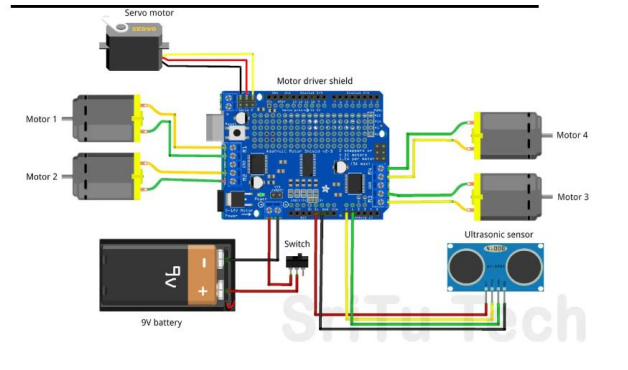 Servo motor
Motor driver shield
Motor 1
Motor 2
Motor 4
Motor 3
Ultrasonic sensor
Switch
9V
9V battery
SriTu Tech